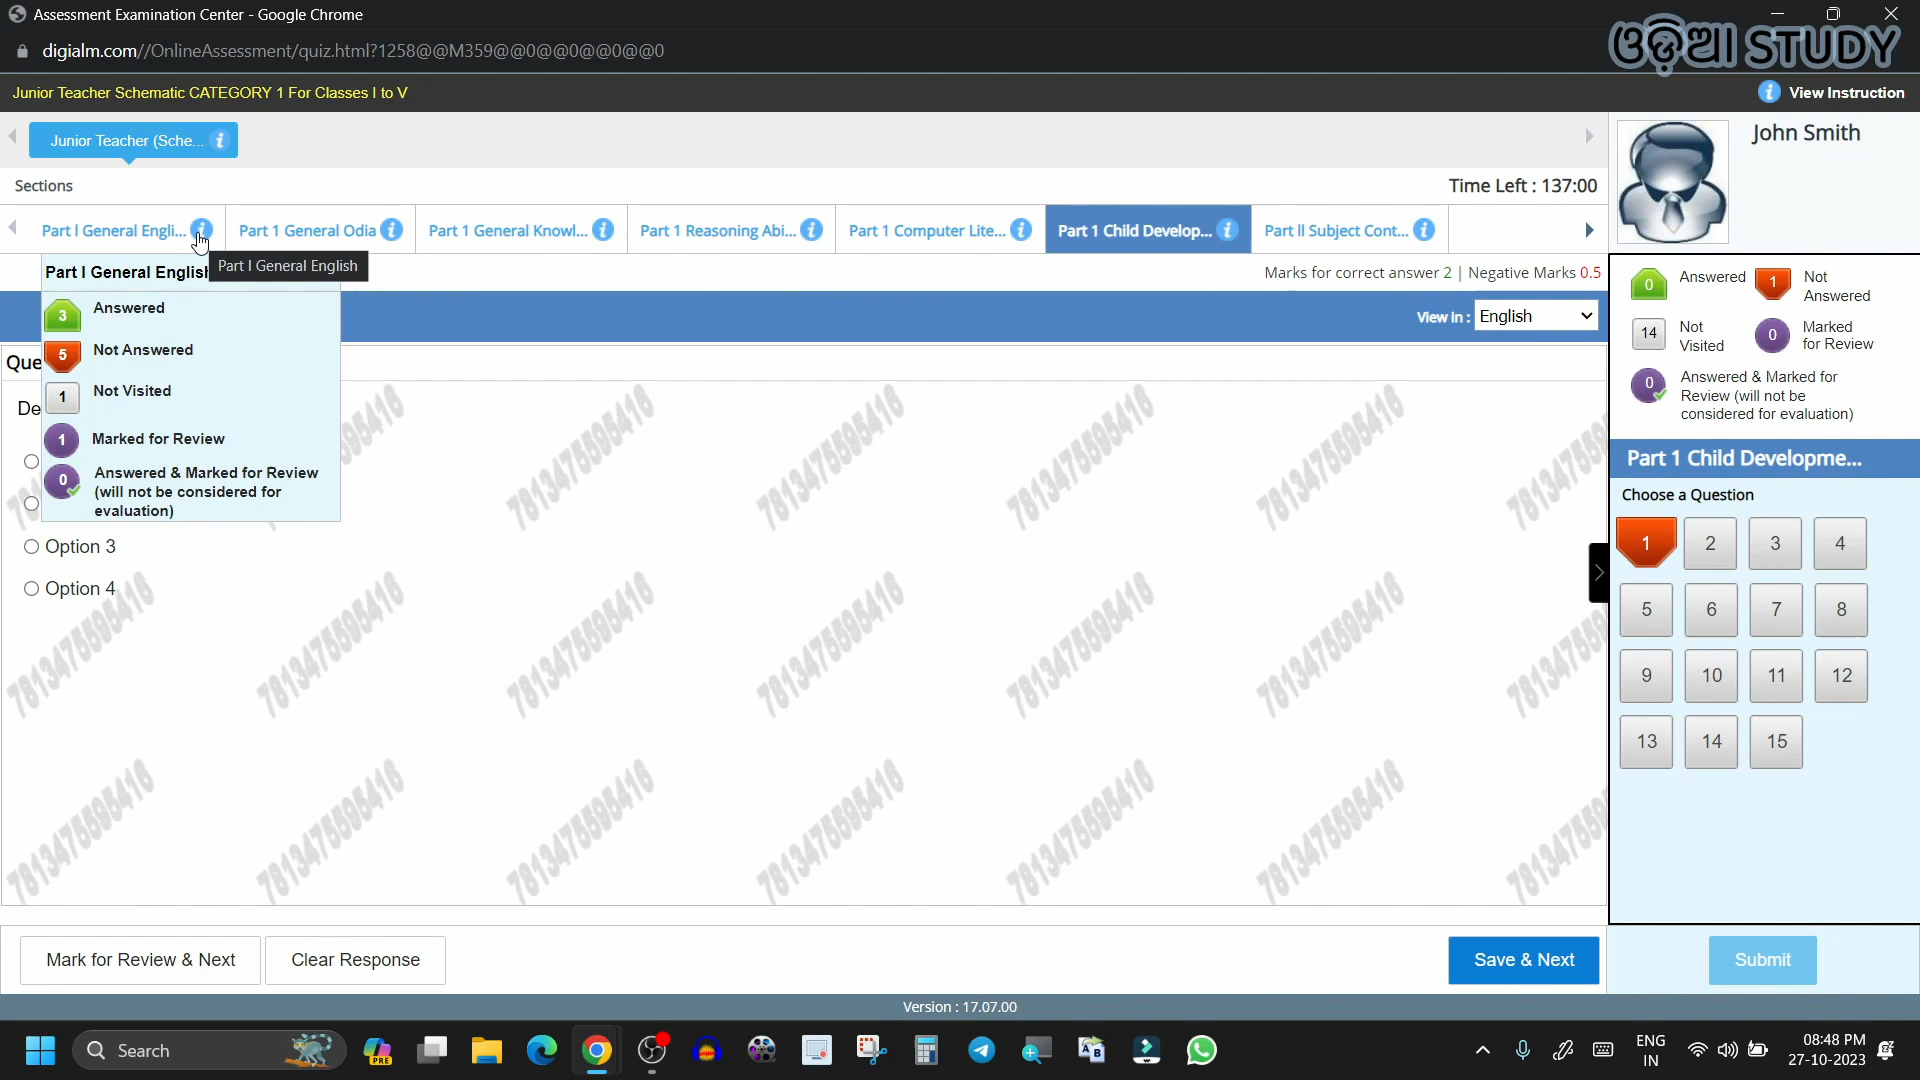 Assessment Examination Center - Google Chrome
digialm.com//OnlineAssessment/quiz.html?1258@@M359@@0@@0@@0@@0
ଓଡ଼ିଆ STUDY
Junior Teacher Schematic CATEGORY 1 For Classes I to V
View Instruction
Junior Teacher (Sche...
John Smith
Sections
Time Left : 137:00
Part I General Engli...
Part 1 General Odia
Part 1 General Knowl...
Part 1 Reasoning Abi...
Part 1 Computer Lite...
Part 1 Child Develop...
Part II Subject Cont...
Part I General English
Part I General English
Marks for correct answer 2 | Negative Marks 0.5
3 Answered
5 Not Answered
1 Not Visited
1 Marked for Review
0 Answered & Marked for Review
(will not be considered for
evaluation)
View in : English
Que
De
Option 3
Option 4
7813475595416
0 Answered
1 Not
Answered
14 Not
Visited
0 Marked
for Review
0 Answered & Marked for
Review (will not be
considered for evaluation)
Part 1 Child Developme...
Choose a Question
1 2 3 4
5 6 7 8
9 10 11 12
13 14 15
Mark for Review & Next
Clear Response
Save & Next
Submit
Version : 17.07.00
Search
PRE
ENG
IN
08:48 PM
27-10-2023